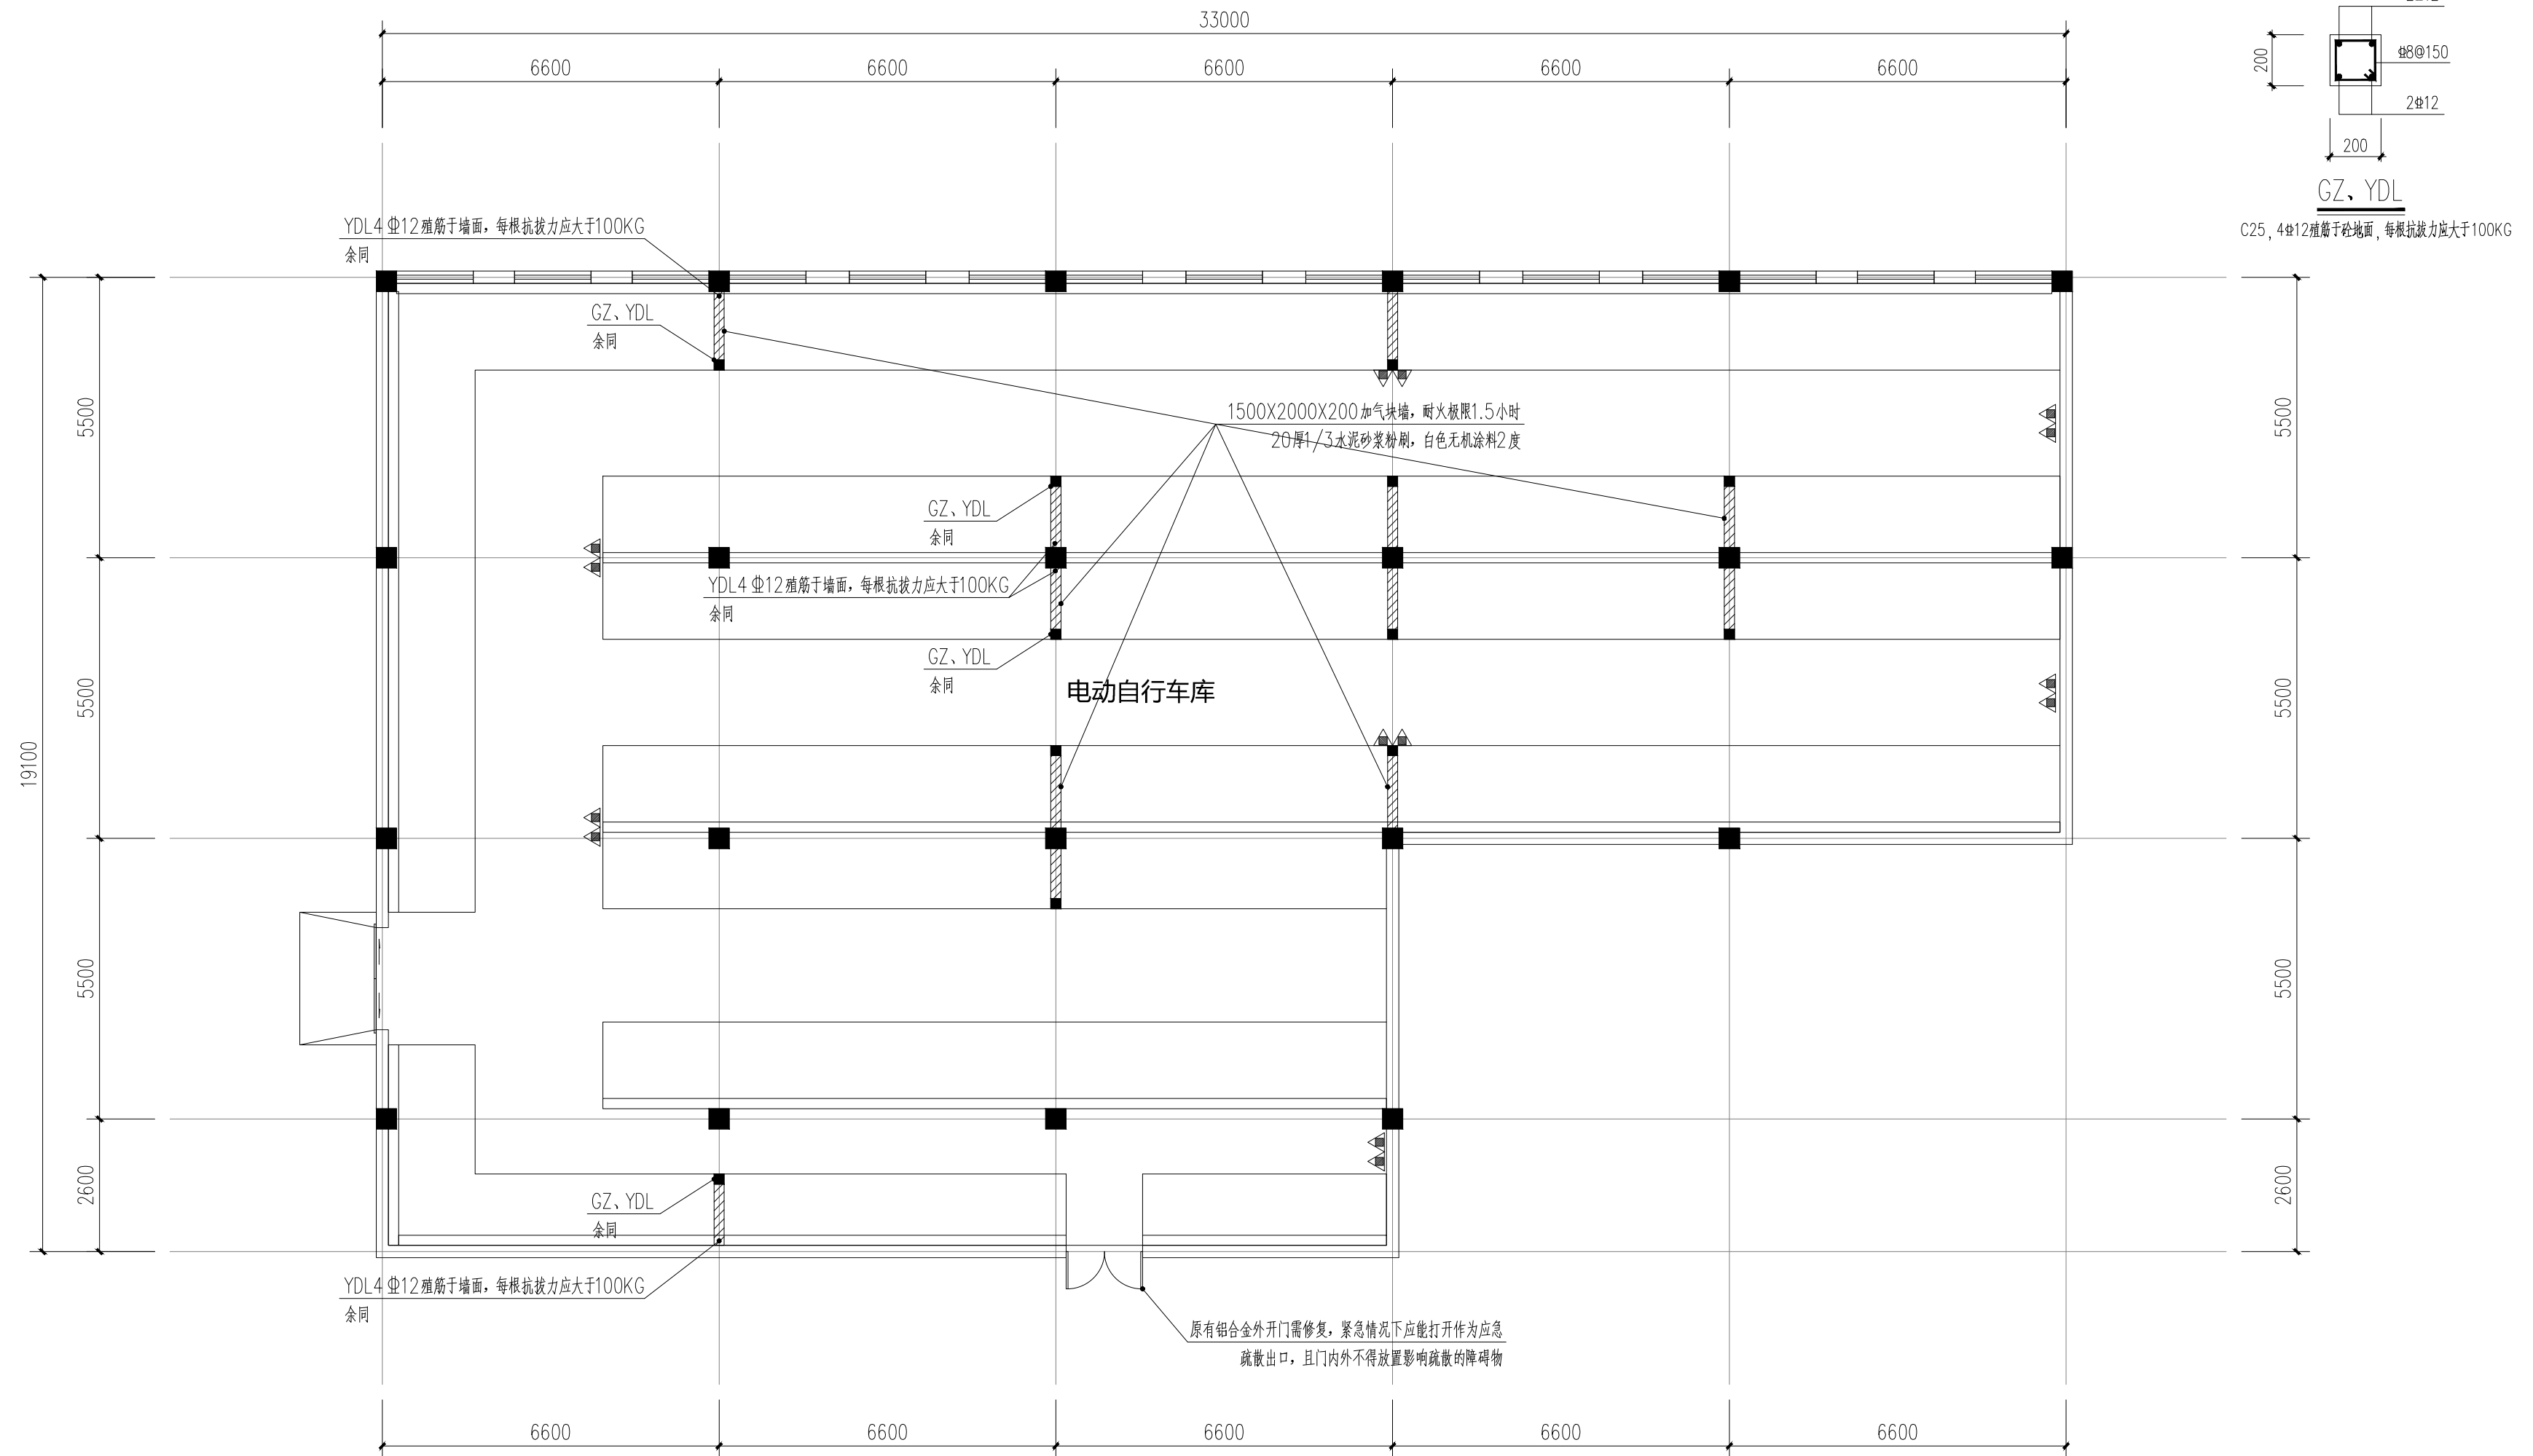 33000
6600
6600
6600
6600
6600
200
⌀8@150
2⌀12
200
GZ、YDL
C25，4⌀12殖筋于砼地面，每根抗拔力应大于100KG
YDL4⌀12殖筋于墙面，每根抗拔力应大于100KG
余同
GZ、YDL
余同
1500X2000X200加气块墙，耐火极限1.5小时
20厚1/3水泥砂浆粉刷，白色无机涂料2度
GZ、YDL
余同
YDL4⌀12殖筋于墙面，每根抗拔力应大于100KG
余同
GZ、YDL
余同
电动自行车库
GZ、YDL
余同
YDL4⌀12殖筋于墙面，每根抗拔力应大于100KG
余同
原有铝合金外开门需修复，紧急情况下应能打开作为应急
疏散出口，且门内外不得放置影响疏散的障碍物
19100
5500
5500
5500
2600
5500
5500
5500
2600
6600
6600
6600
6600
6600